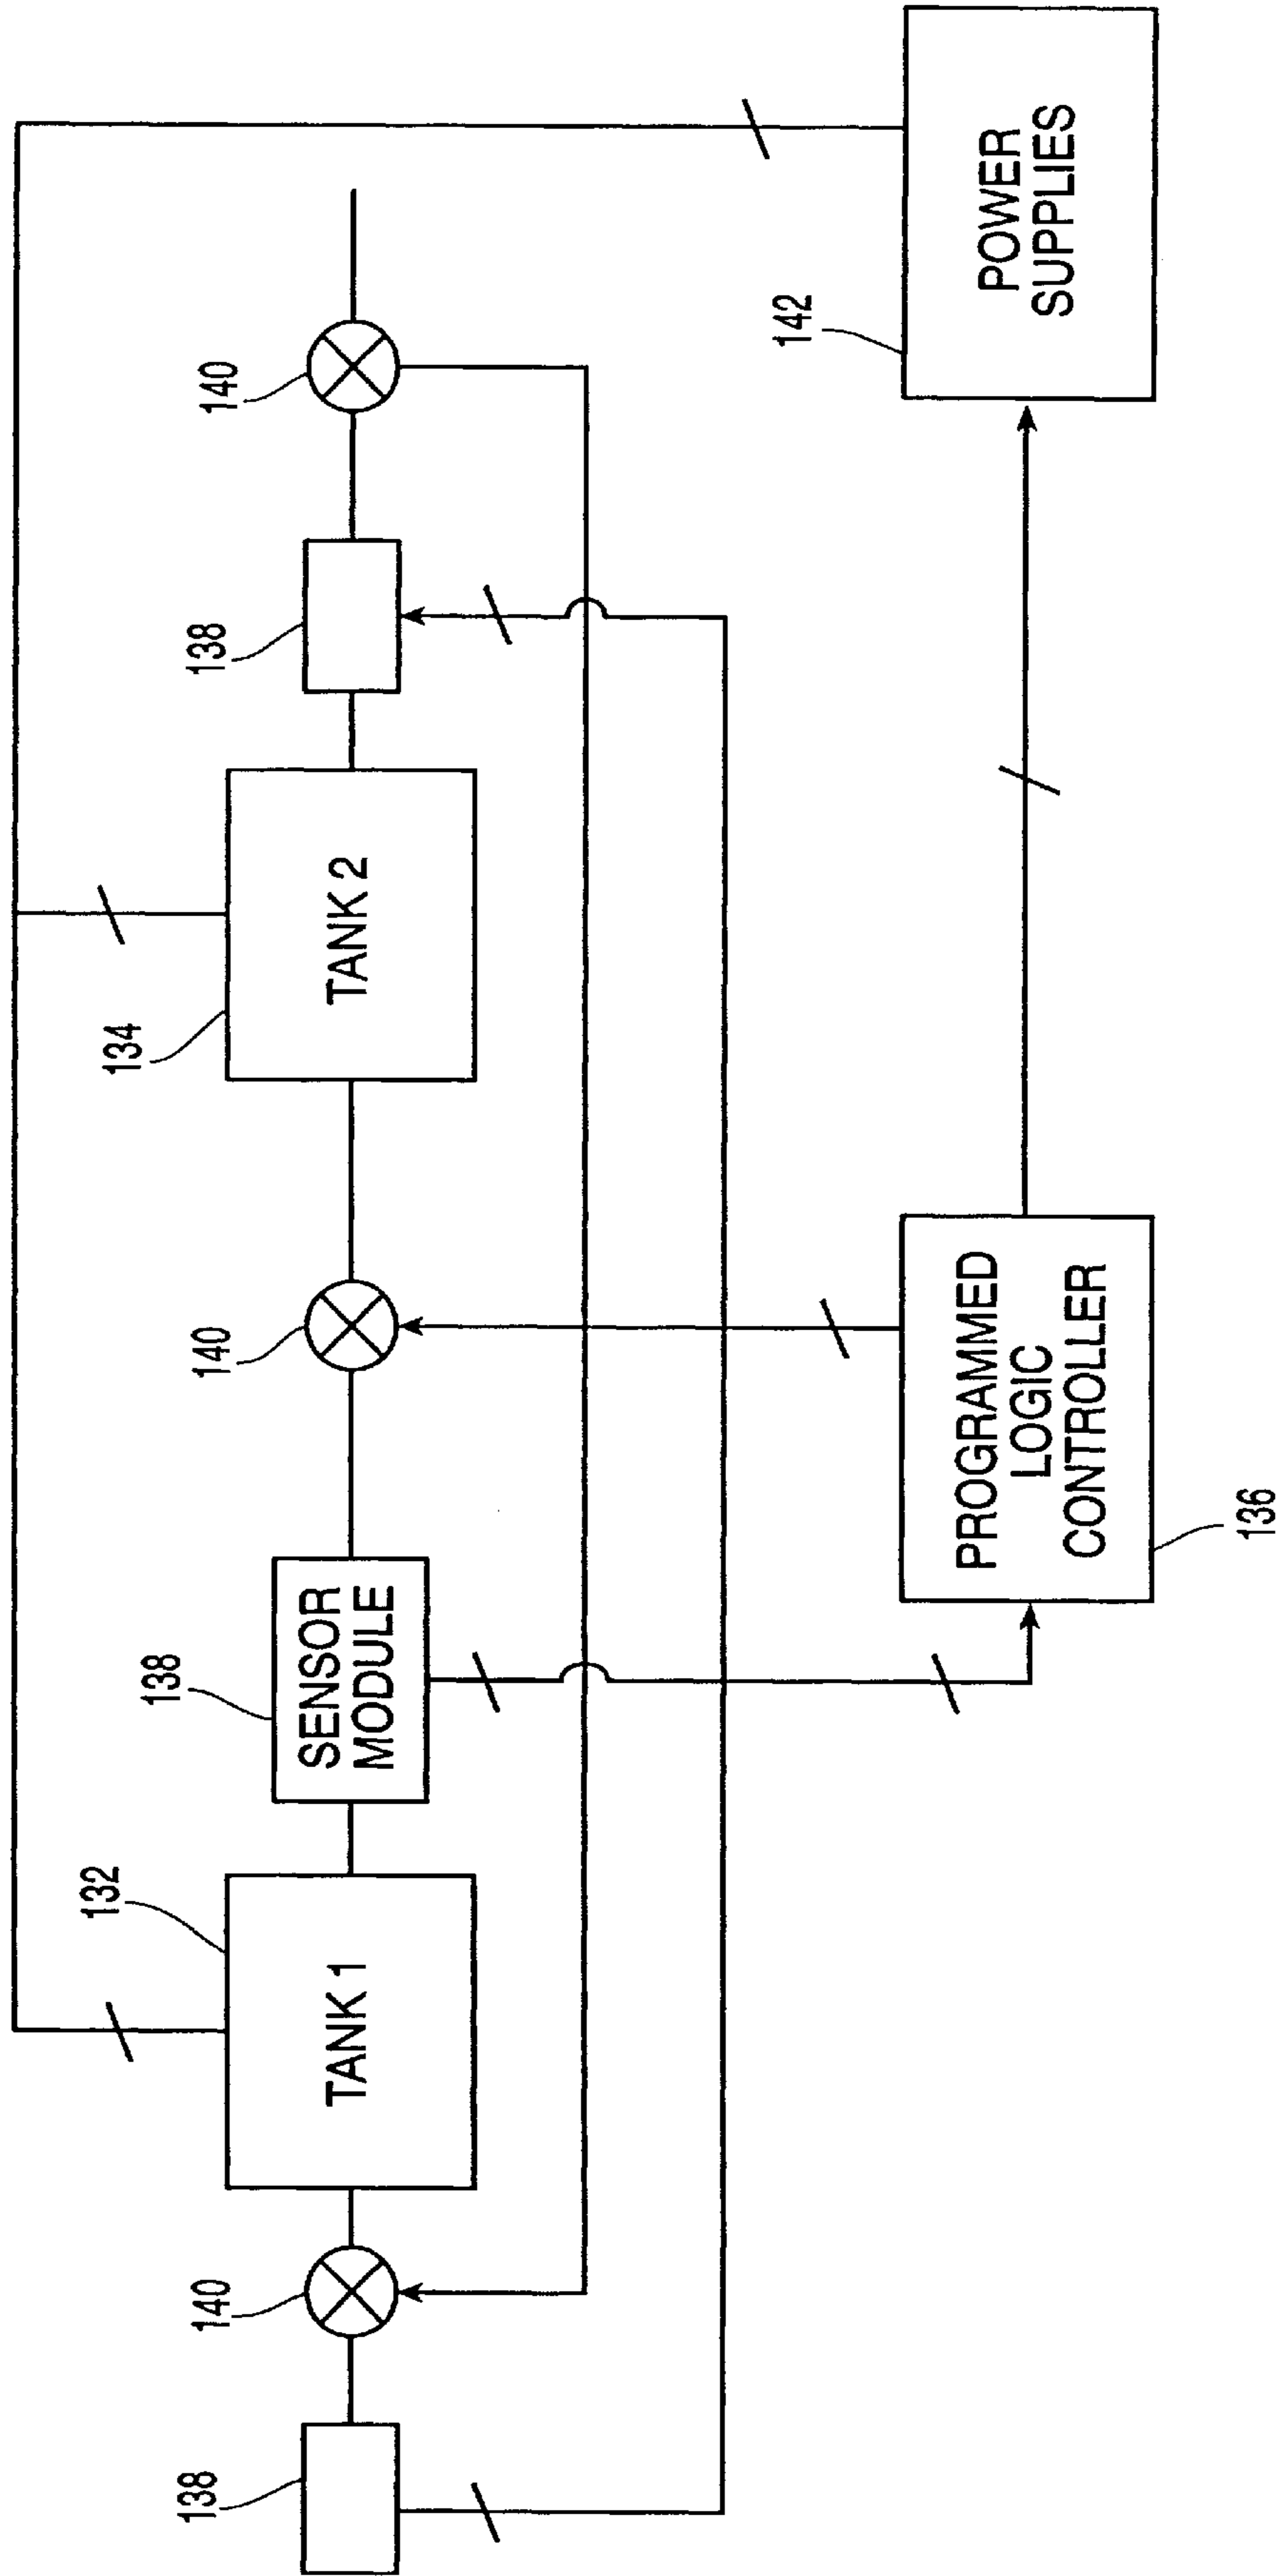 138
140
TANK 1
132
SENSOR
MODULE
138
140
TANK 2
134
138
140
PROGRAMMED
LOGIC
CONTROLLER
136
POWER
SUPPLIES
142